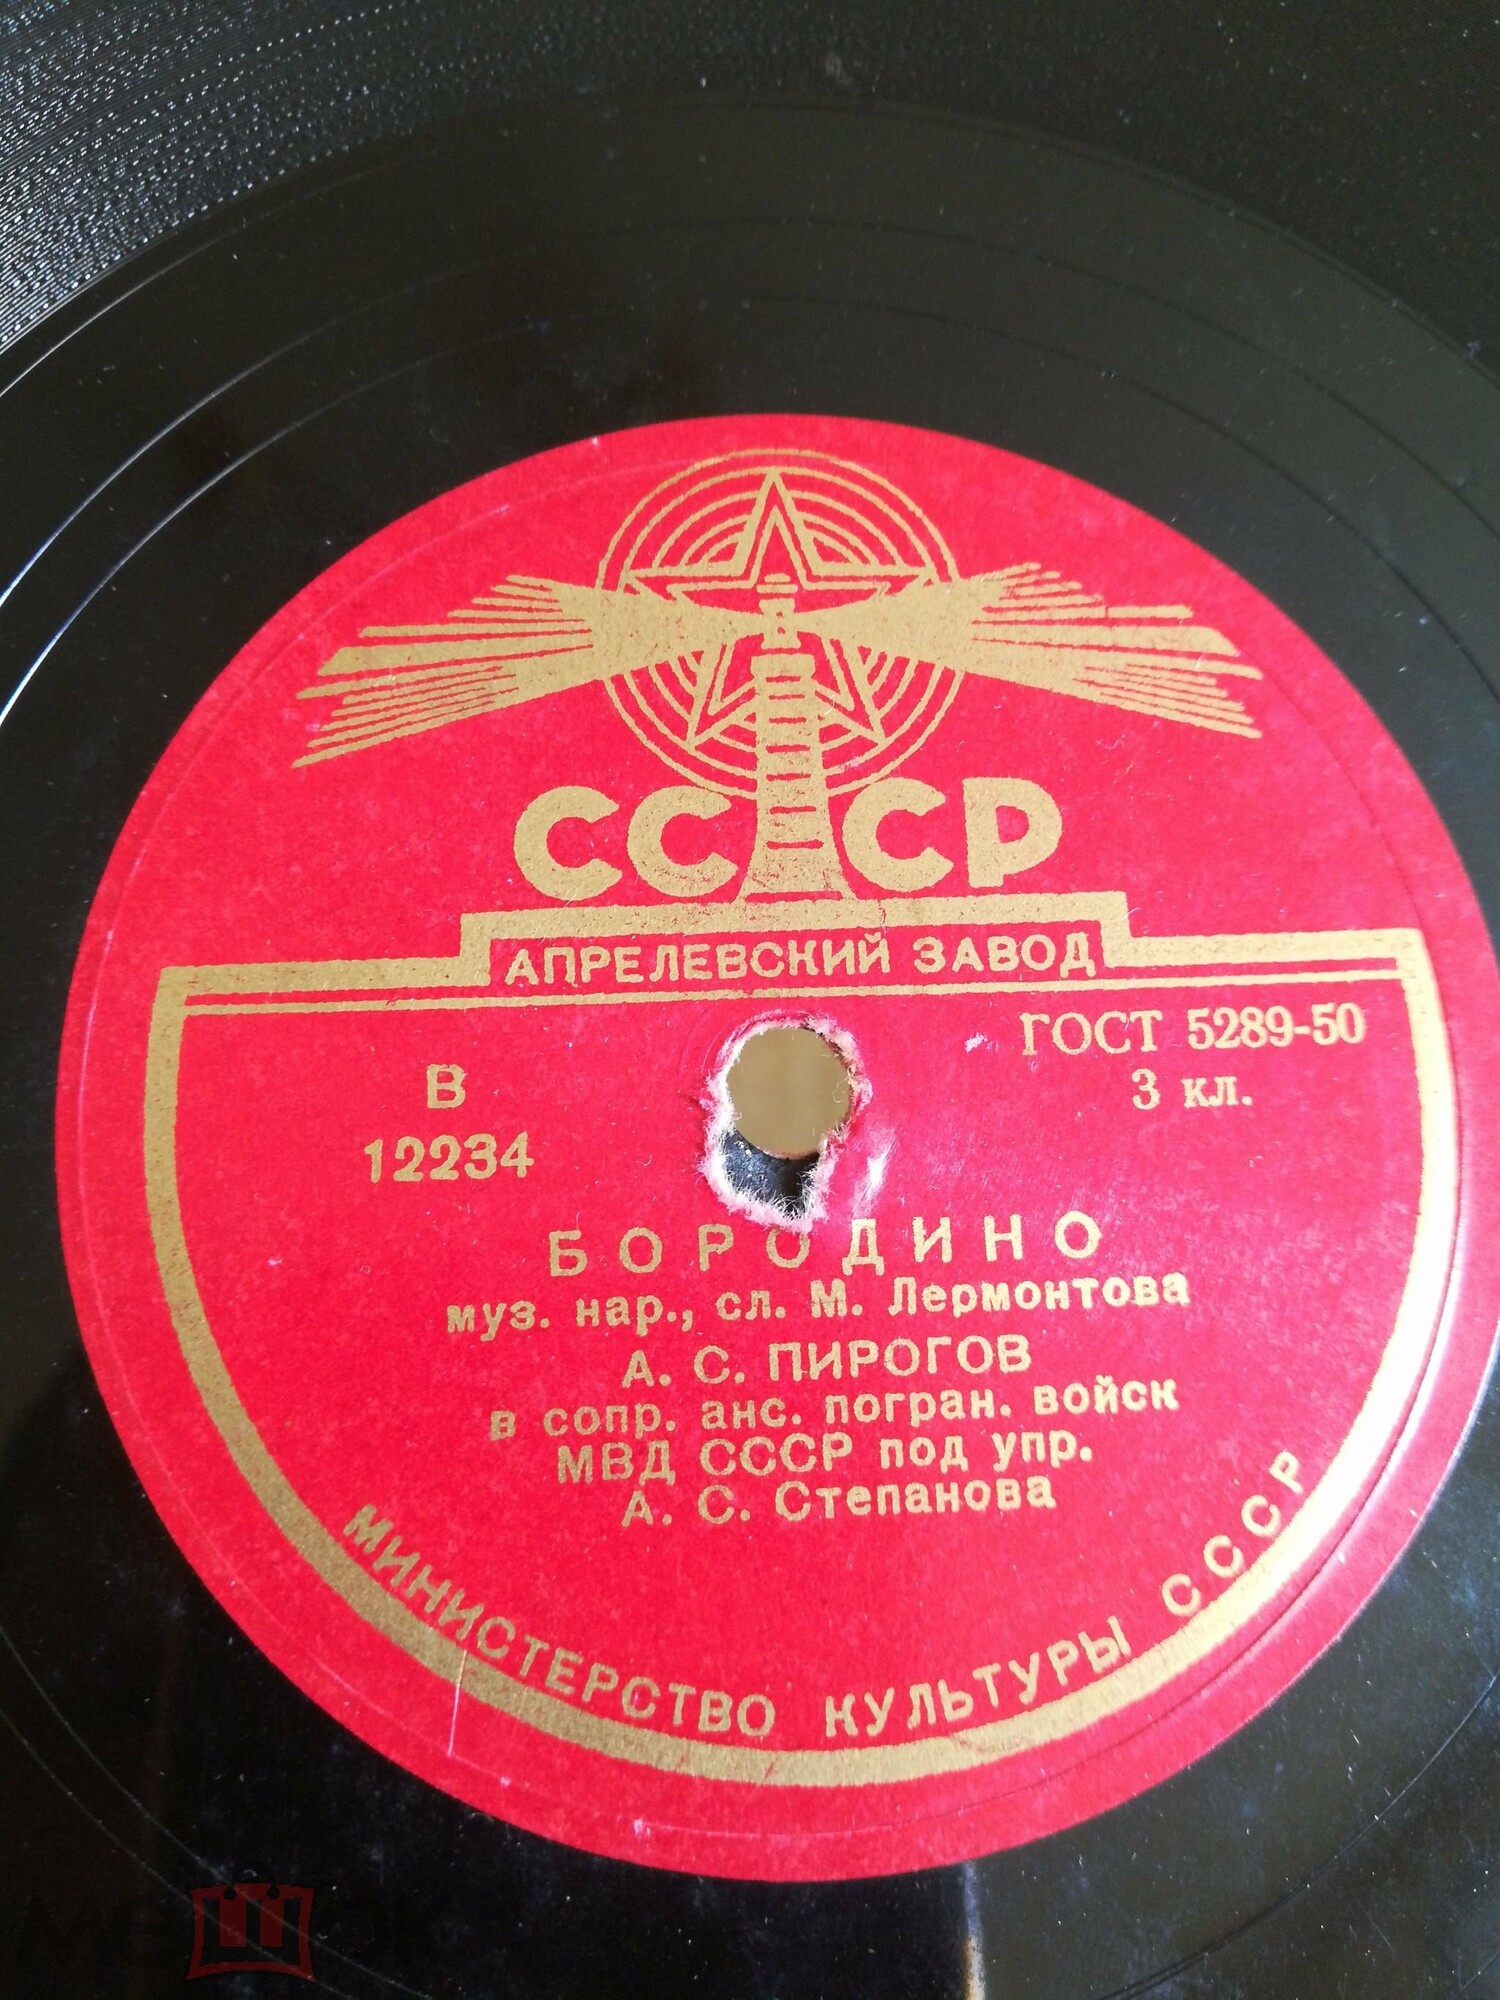 СССР
АПРЕЛЕВСКИЙ ЗАВОД
ГОСТ 5289-50
3 кл.
В
12234
БОРОДИНО
муз. нар., сл. М. Лермонтова
А. С. ПИРОГОВ
в сопр. анс. погран. войск
МВД СССР под упр.
А. С. Степанова
МИНИСТЕРСТВО КУЛЬТУРЫ СССР
мешок